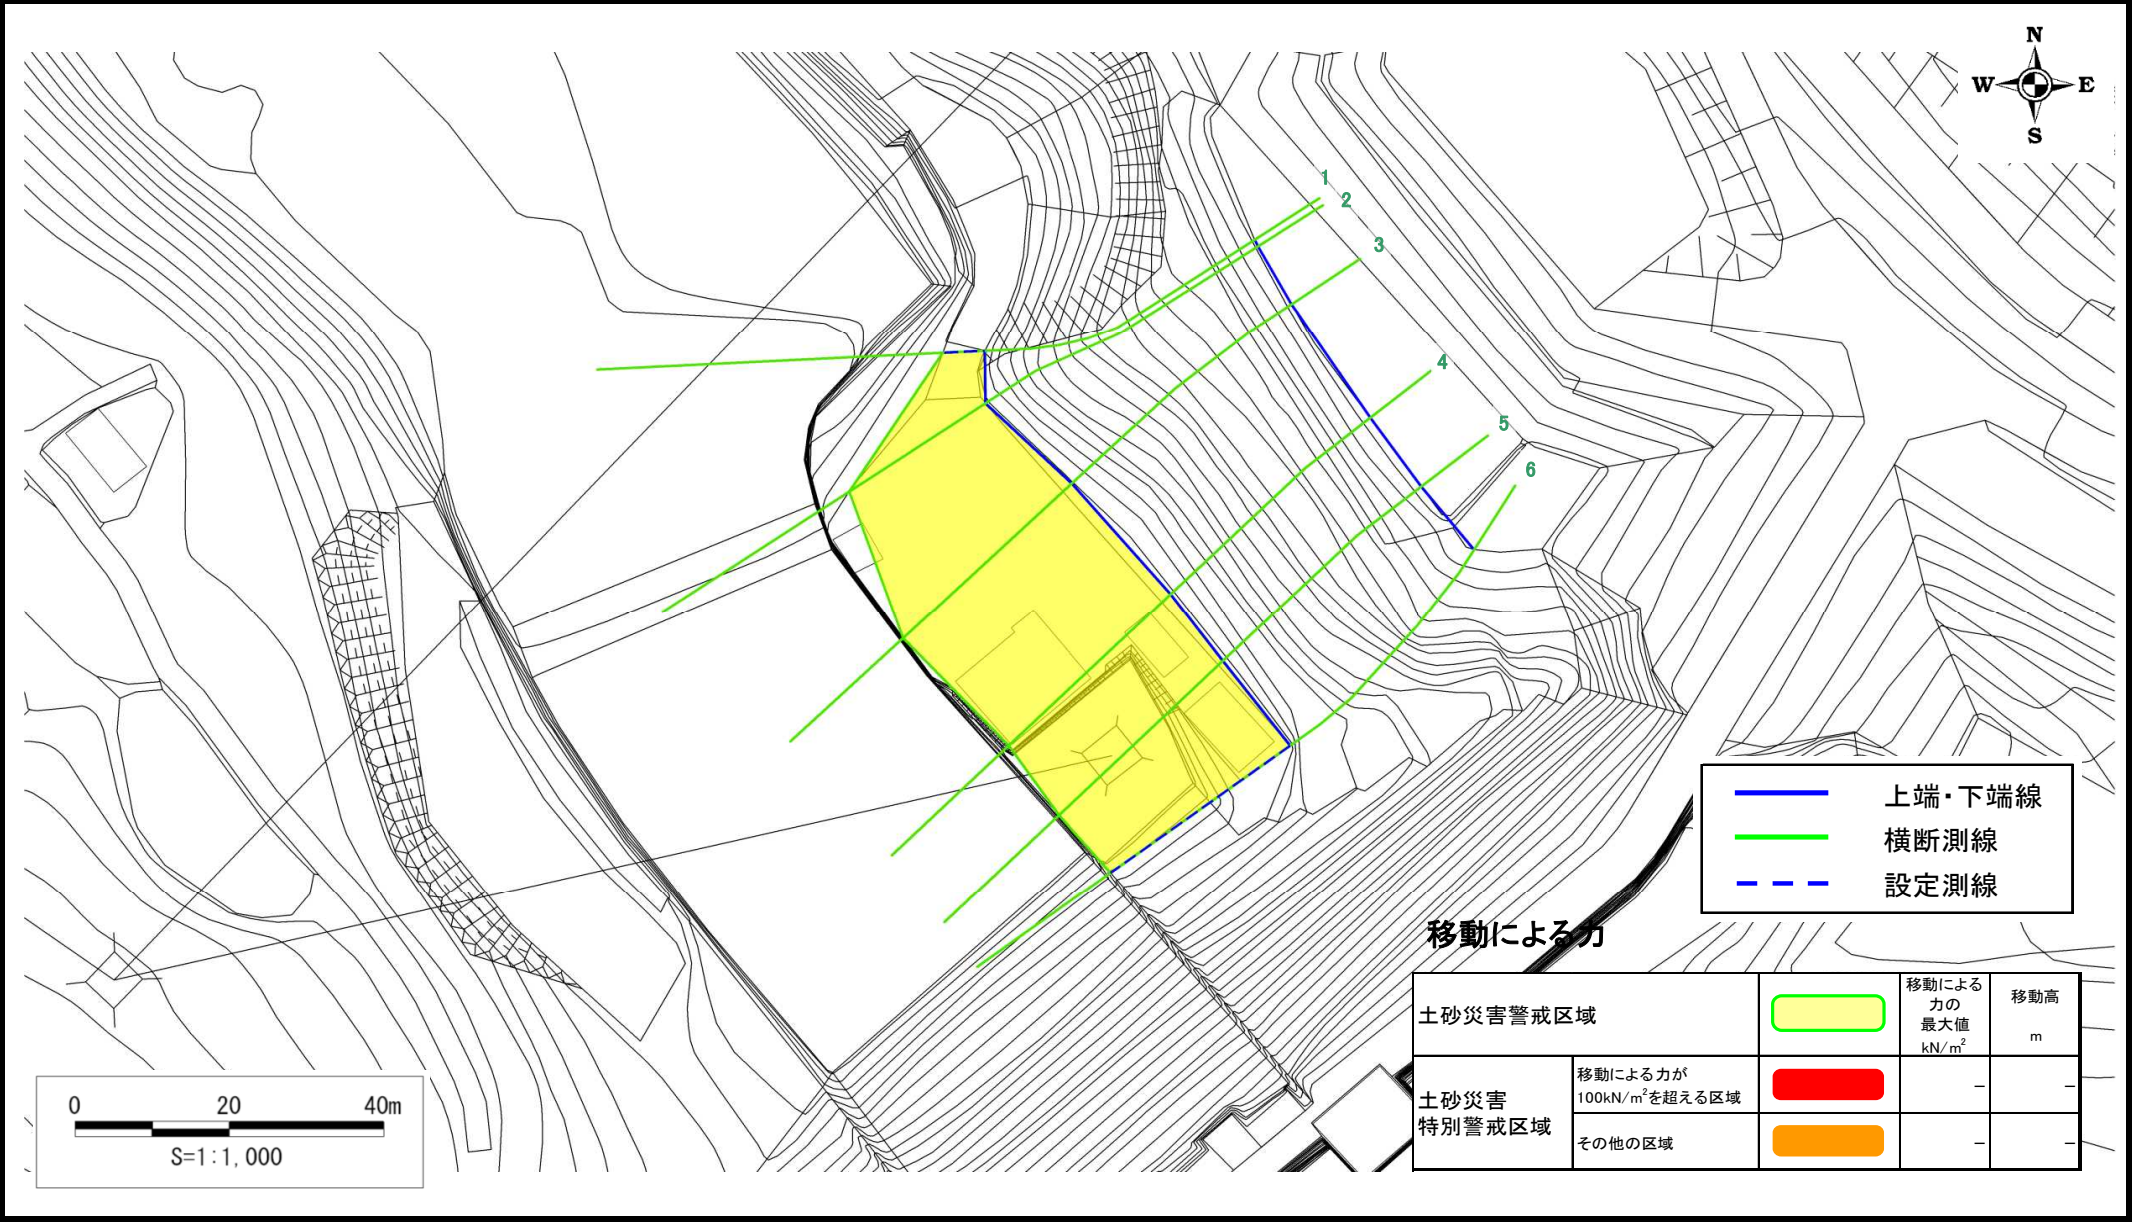 N
W E
S
1
2
3
4
5
6
上端・下端線
横断測線
設定測線
移動による力
土砂災害警戒区域
移動による
力の
最大値
kN/m²
移動高
m
土砂災害
特別警戒区域
移動による力が
100kN/m²を超える区域
− −
その他の区域
− −
0 20 40m
S=1:1,000